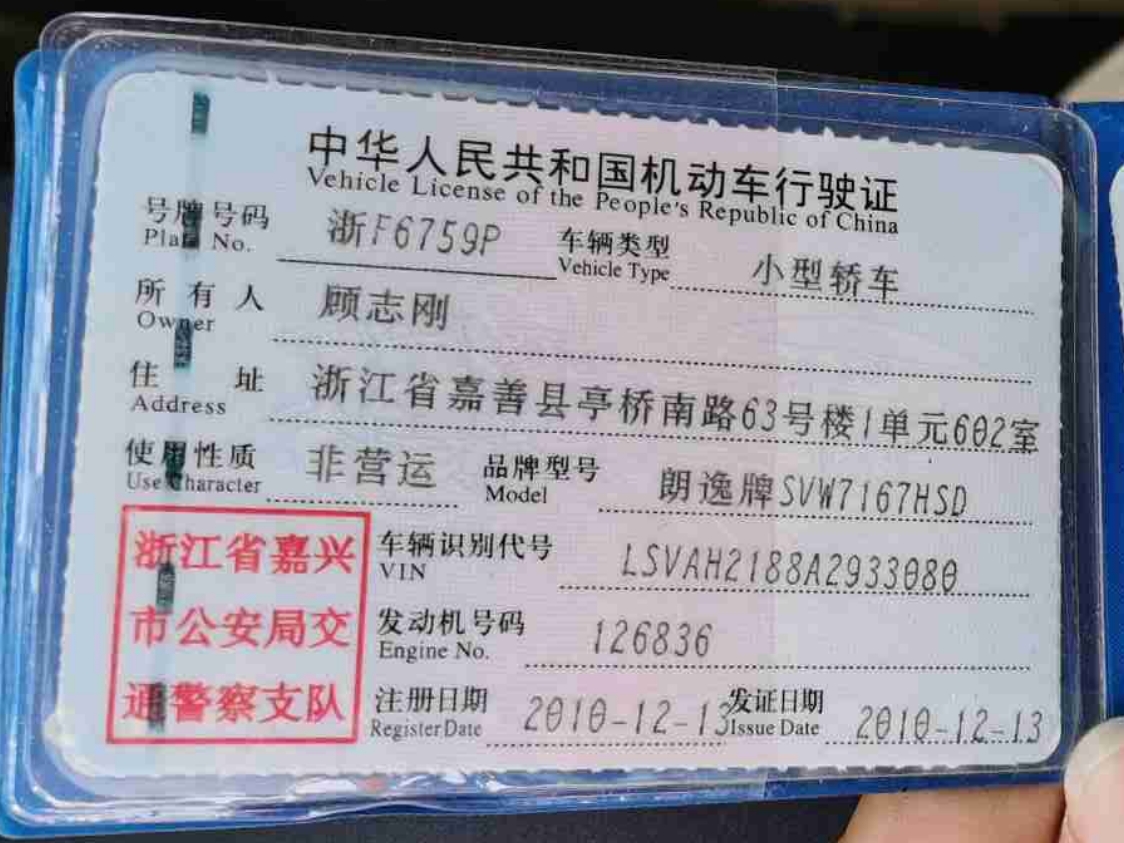 中华人民共和国机动车行驶证
Vehicle License of the People's Republic of China
号牌号码 浙F6759P 车辆类型 小型轿车
Plate No. Vehicle Type
所有人 顾志刚
Owner
住址 浙江省嘉善县亭桥南路63号楼1单元602室
Address
使用性质 非营运 品牌型号 朗逸牌SVW7167HSD
Use Character Model
浙江省嘉兴
市公安局交
通警察支队
车辆识别代号 LSVAH2188A2933080
VIN
发动机号码 126836
Engine No.
注册日期 2010-12-13 发证日期 2010-12-13
Register Date Issue Date